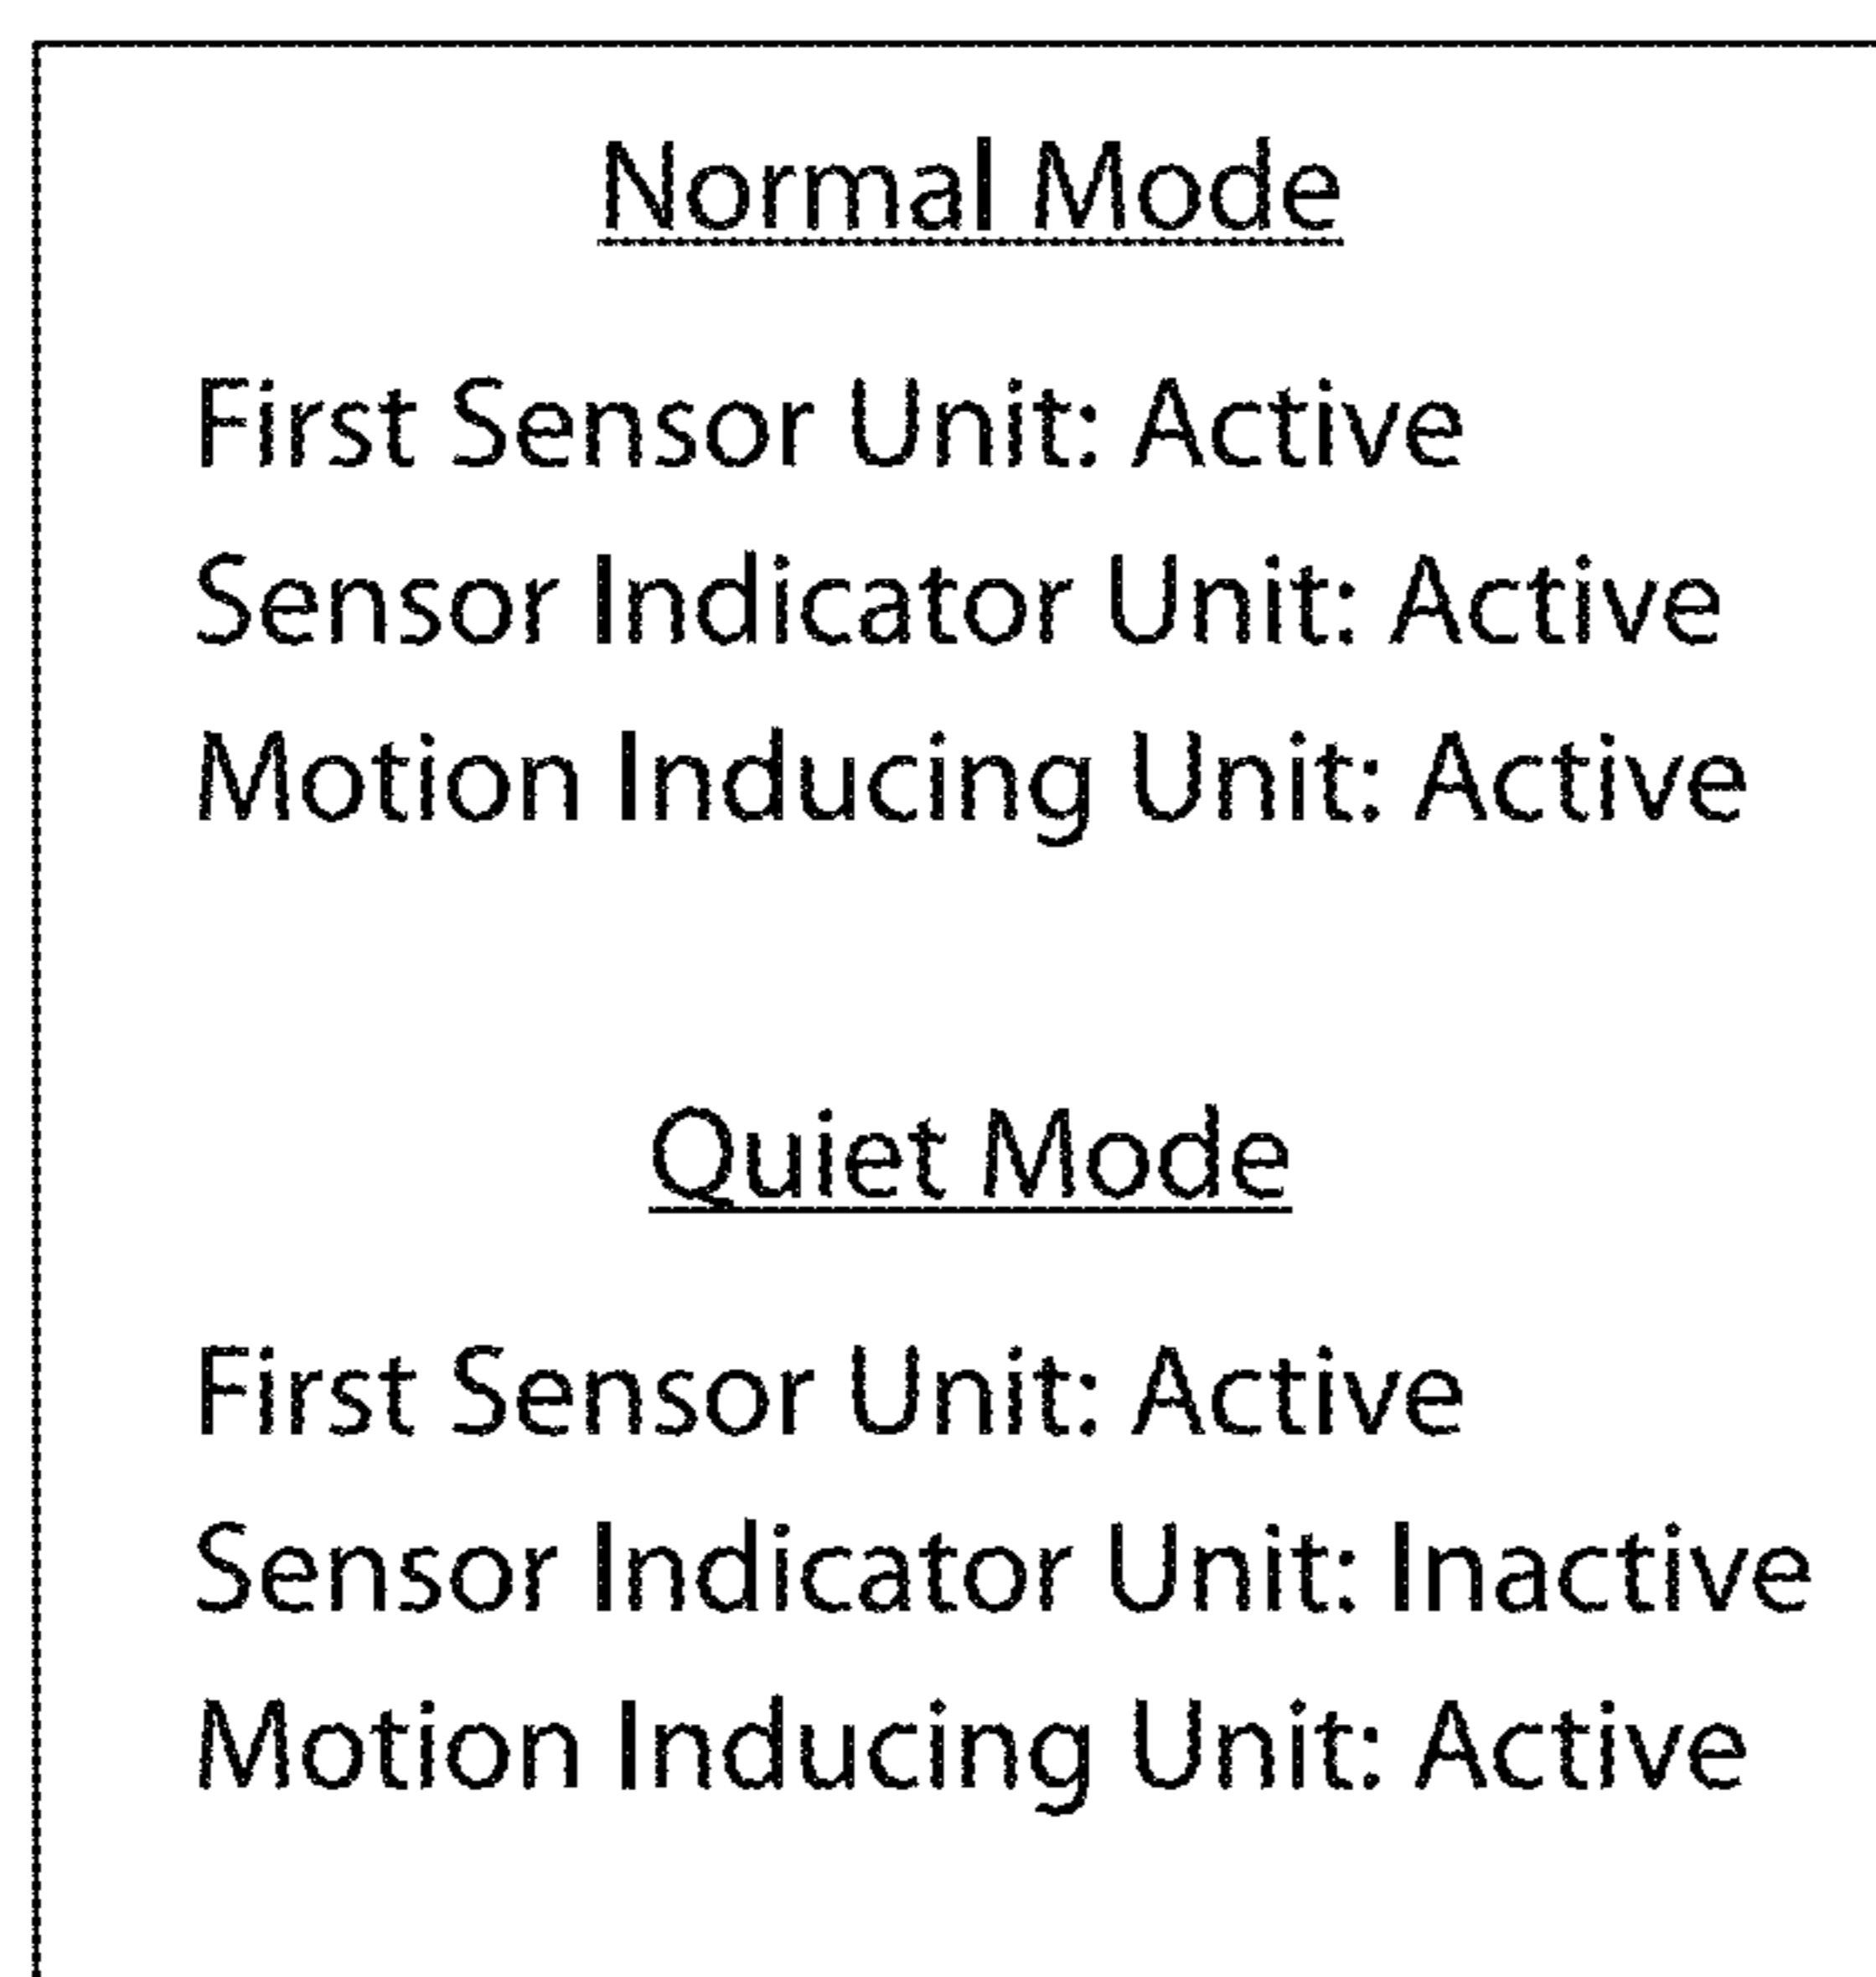 Normal Mode
First Sensor Unit: Active
Sensor Indicator Unit: Active
Motion Inducing Unit: Active
Quiet Mode
First Sensor Unit: Active
Sensor Indicator Unit: Inactive
Motion Inducing Unit: Active